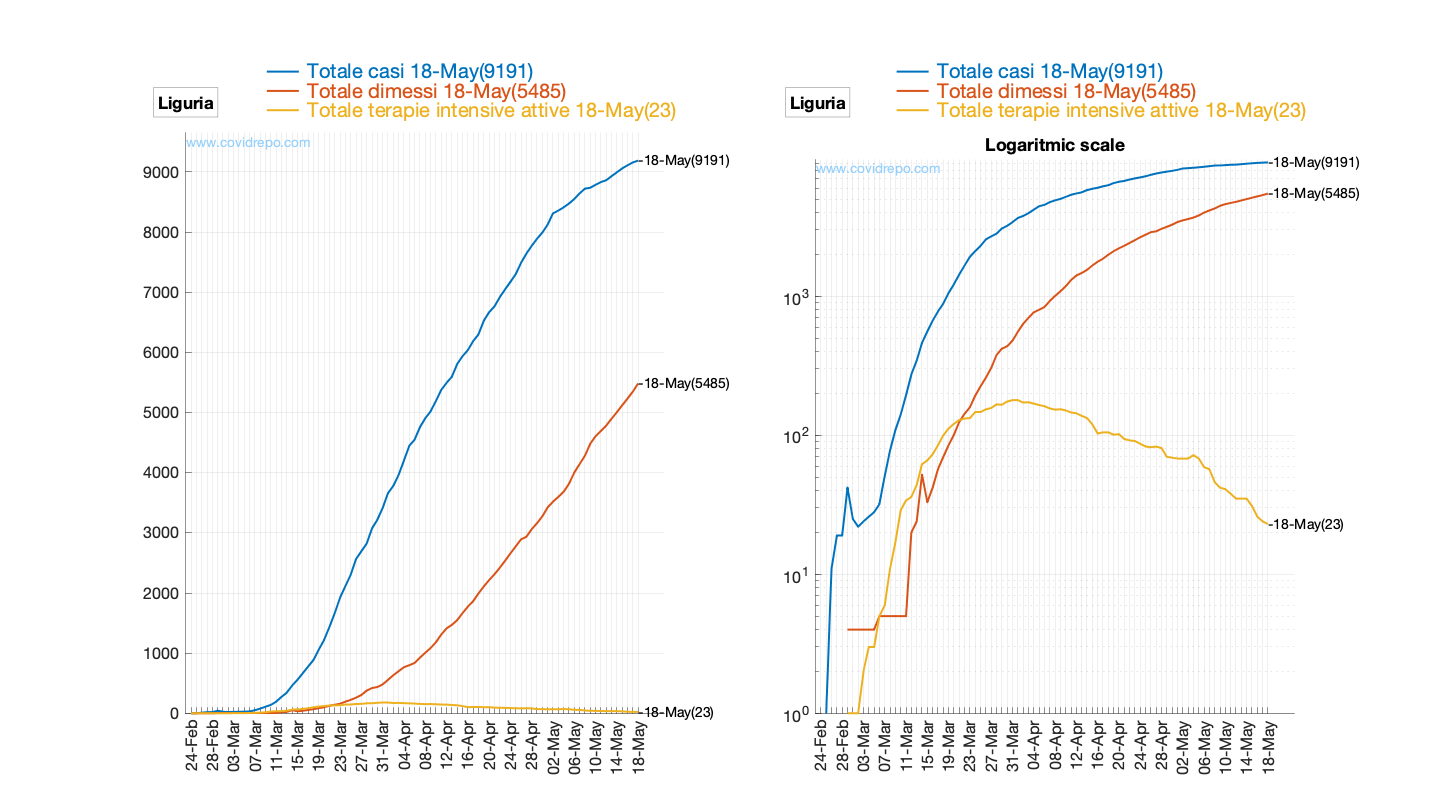 Totale casi 18-May(9191)
Totale dimessi 18-May(5485)
Totale terapie intensive attive 18-May(23)
Liguria
www.covidrepo.com
9000
8000
7000
6000
5000
4000
3000
2000
1000
0
18-May(9191)
18-May(5485)
18-May(23)
24-Feb
28-Feb
03-Mar
07-Mar
11-Mar
15-Mar
19-Mar
23-Mar
27-Mar
31-Mar
04-Apr
08-Apr
12-Apr
16-Apr
20-Apr
24-Apr
28-Apr
02-May
06-May
10-May
14-May
18-May
Totale casi 18-May(9191)
Totale dimessi 18-May(5485)
Totale terapie intensive attive 18-May(23)
Liguria
Logaritmic scale
www.covidrepo.com
10^3
10^2
10^1
10^0
18-May(9191)
18-May(5485)
18-May(23)
24-Feb
28-Feb
03-Mar
07-Mar
11-Mar
15-Mar
19-Mar
23-Mar
27-Mar
31-Mar
04-Apr
08-Apr
12-Apr
16-Apr
20-Apr
24-Apr
28-Apr
02-May
06-May
10-May
14-May
18-May